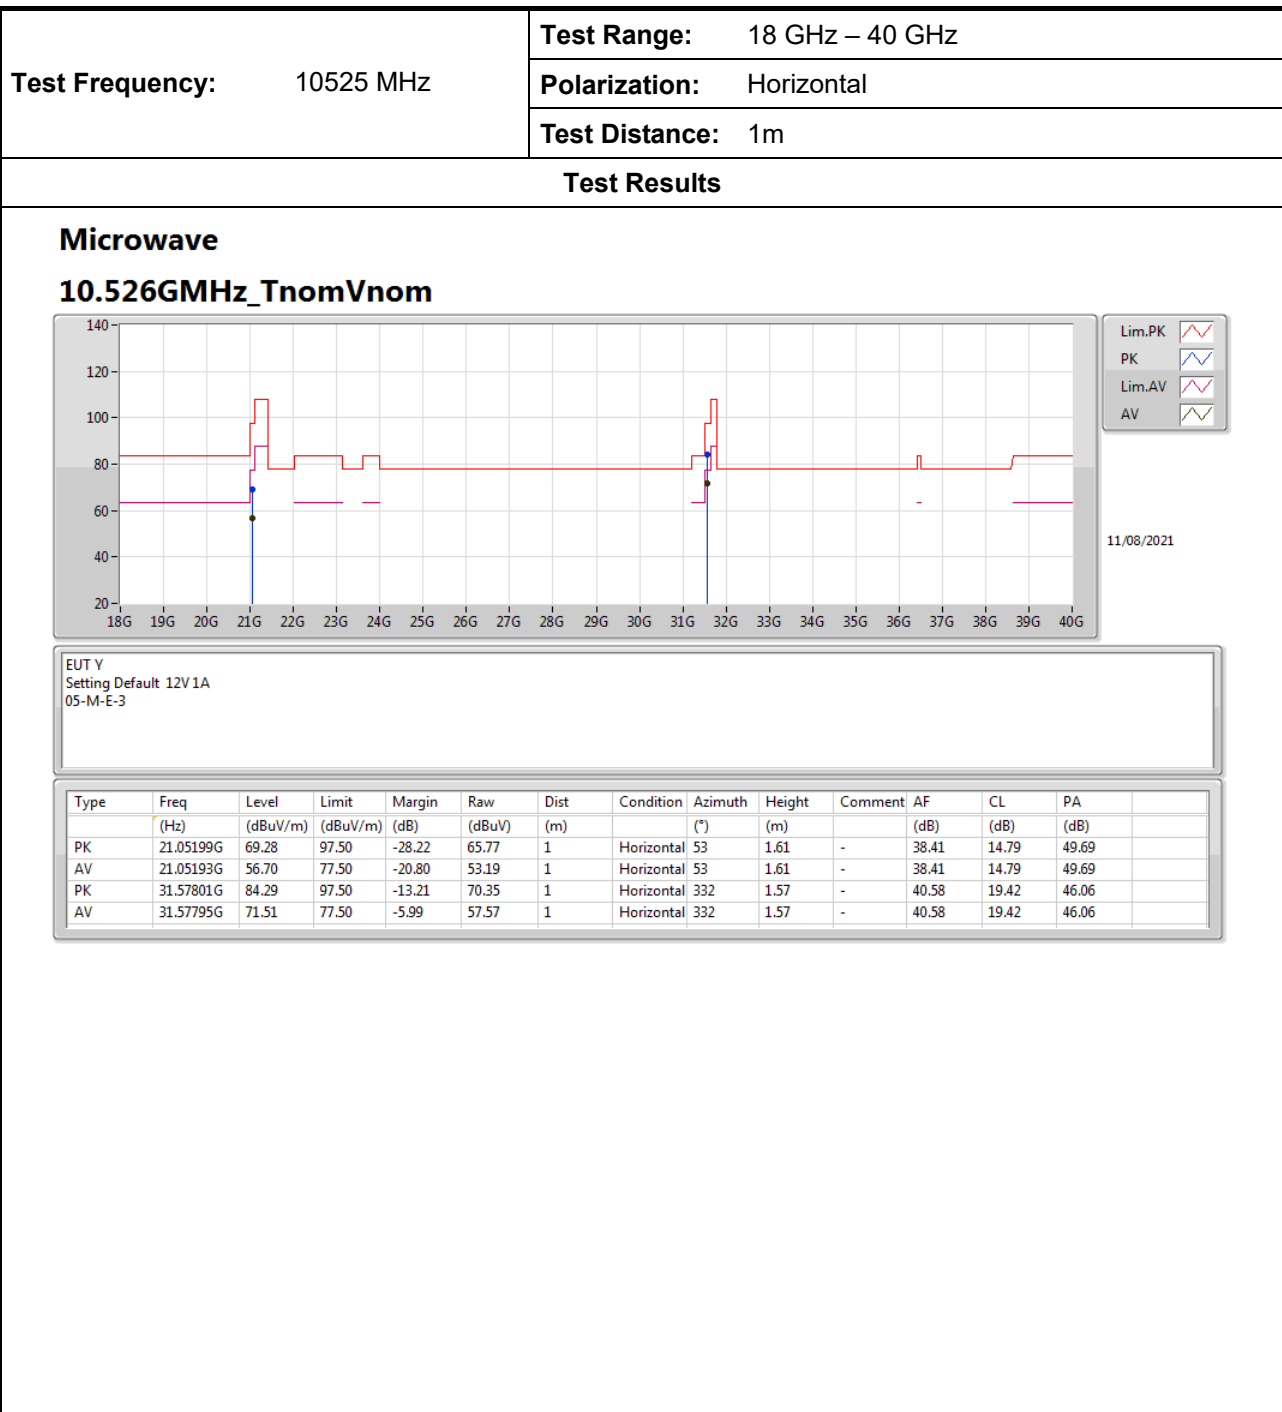 Test Frequency: 10525 MHz
Test Range: 18 GHz – 40 GHz
Polarization: Horizontal
Test Distance: 1m
Test Results
Microwave
10.526GMHz_TnomVnom
140
120
100
80
60
40
20
18G 19G 20G 21G 22G 23G 24G 25G 26G 27G 28G 29G 30G 31G 32G 33G 34G 35G 36G 37G 38G 39G 40G
Lim.PK
PK
Lim.AV
AV
11/08/2021
EUT Y
Setting Default 12V 1A
05-M-E-3
Type Freq Level Limit Margin Raw Dist Condition Azimuth Height Comment AF CL PA
(Hz) (dBuV/m) (dBuV/m) (dB) (dBuV) (m) (°) (m) (dB) (dB) (dB)
PK 21.05199G 69.28 97.50 -28.22 65.77 1 Horizontal 53 1.61 - 38.41 14.79 49.69
AV 21.05193G 56.70 77.50 -20.80 53.19 1 Horizontal 53 1.61 - 38.41 14.79 49.69
PK 31.57801G 84.29 97.50 -13.21 70.35 1 Horizontal 332 1.57 - 40.58 19.42 46.06
AV 31.57795G 71.51 77.50 -5.99 57.57 1 Horizontal 332 1.57 - 40.58 19.42 46.06